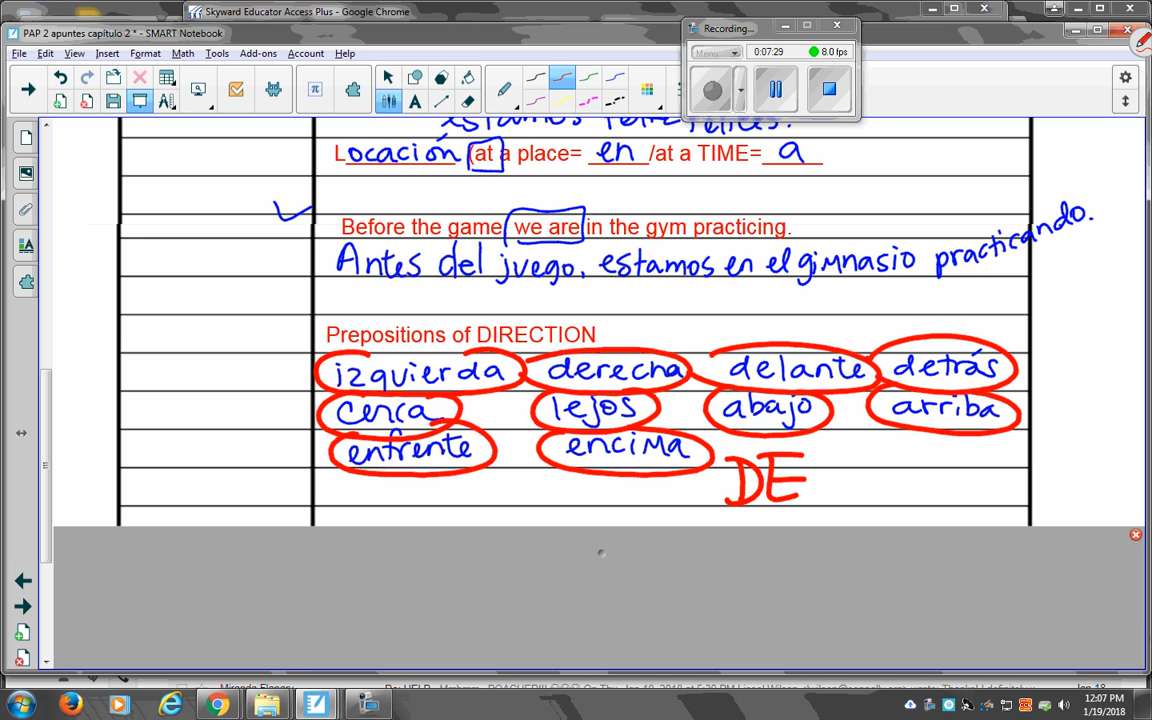 Skyward Educator Access Plus - Google Chrome
PAP 2 apuntes capítulo 2 * - SMART Notebook
Recording...
File Edit View Insert Format Math Tools Add-ons Account Help
Menu 0:07:29 8.0 fps
estamos felices.
Locación (at a place= en /at a TIME= a
Before the game we are in the gym practicing.
Antes del juego, estamos en el gimnasio practicando.
Prepositions of DIRECTION
izquierda derecha delante detrás
cerca lejos abajo arriba
enfrente encima
DE
12:07 PM
1/19/2018